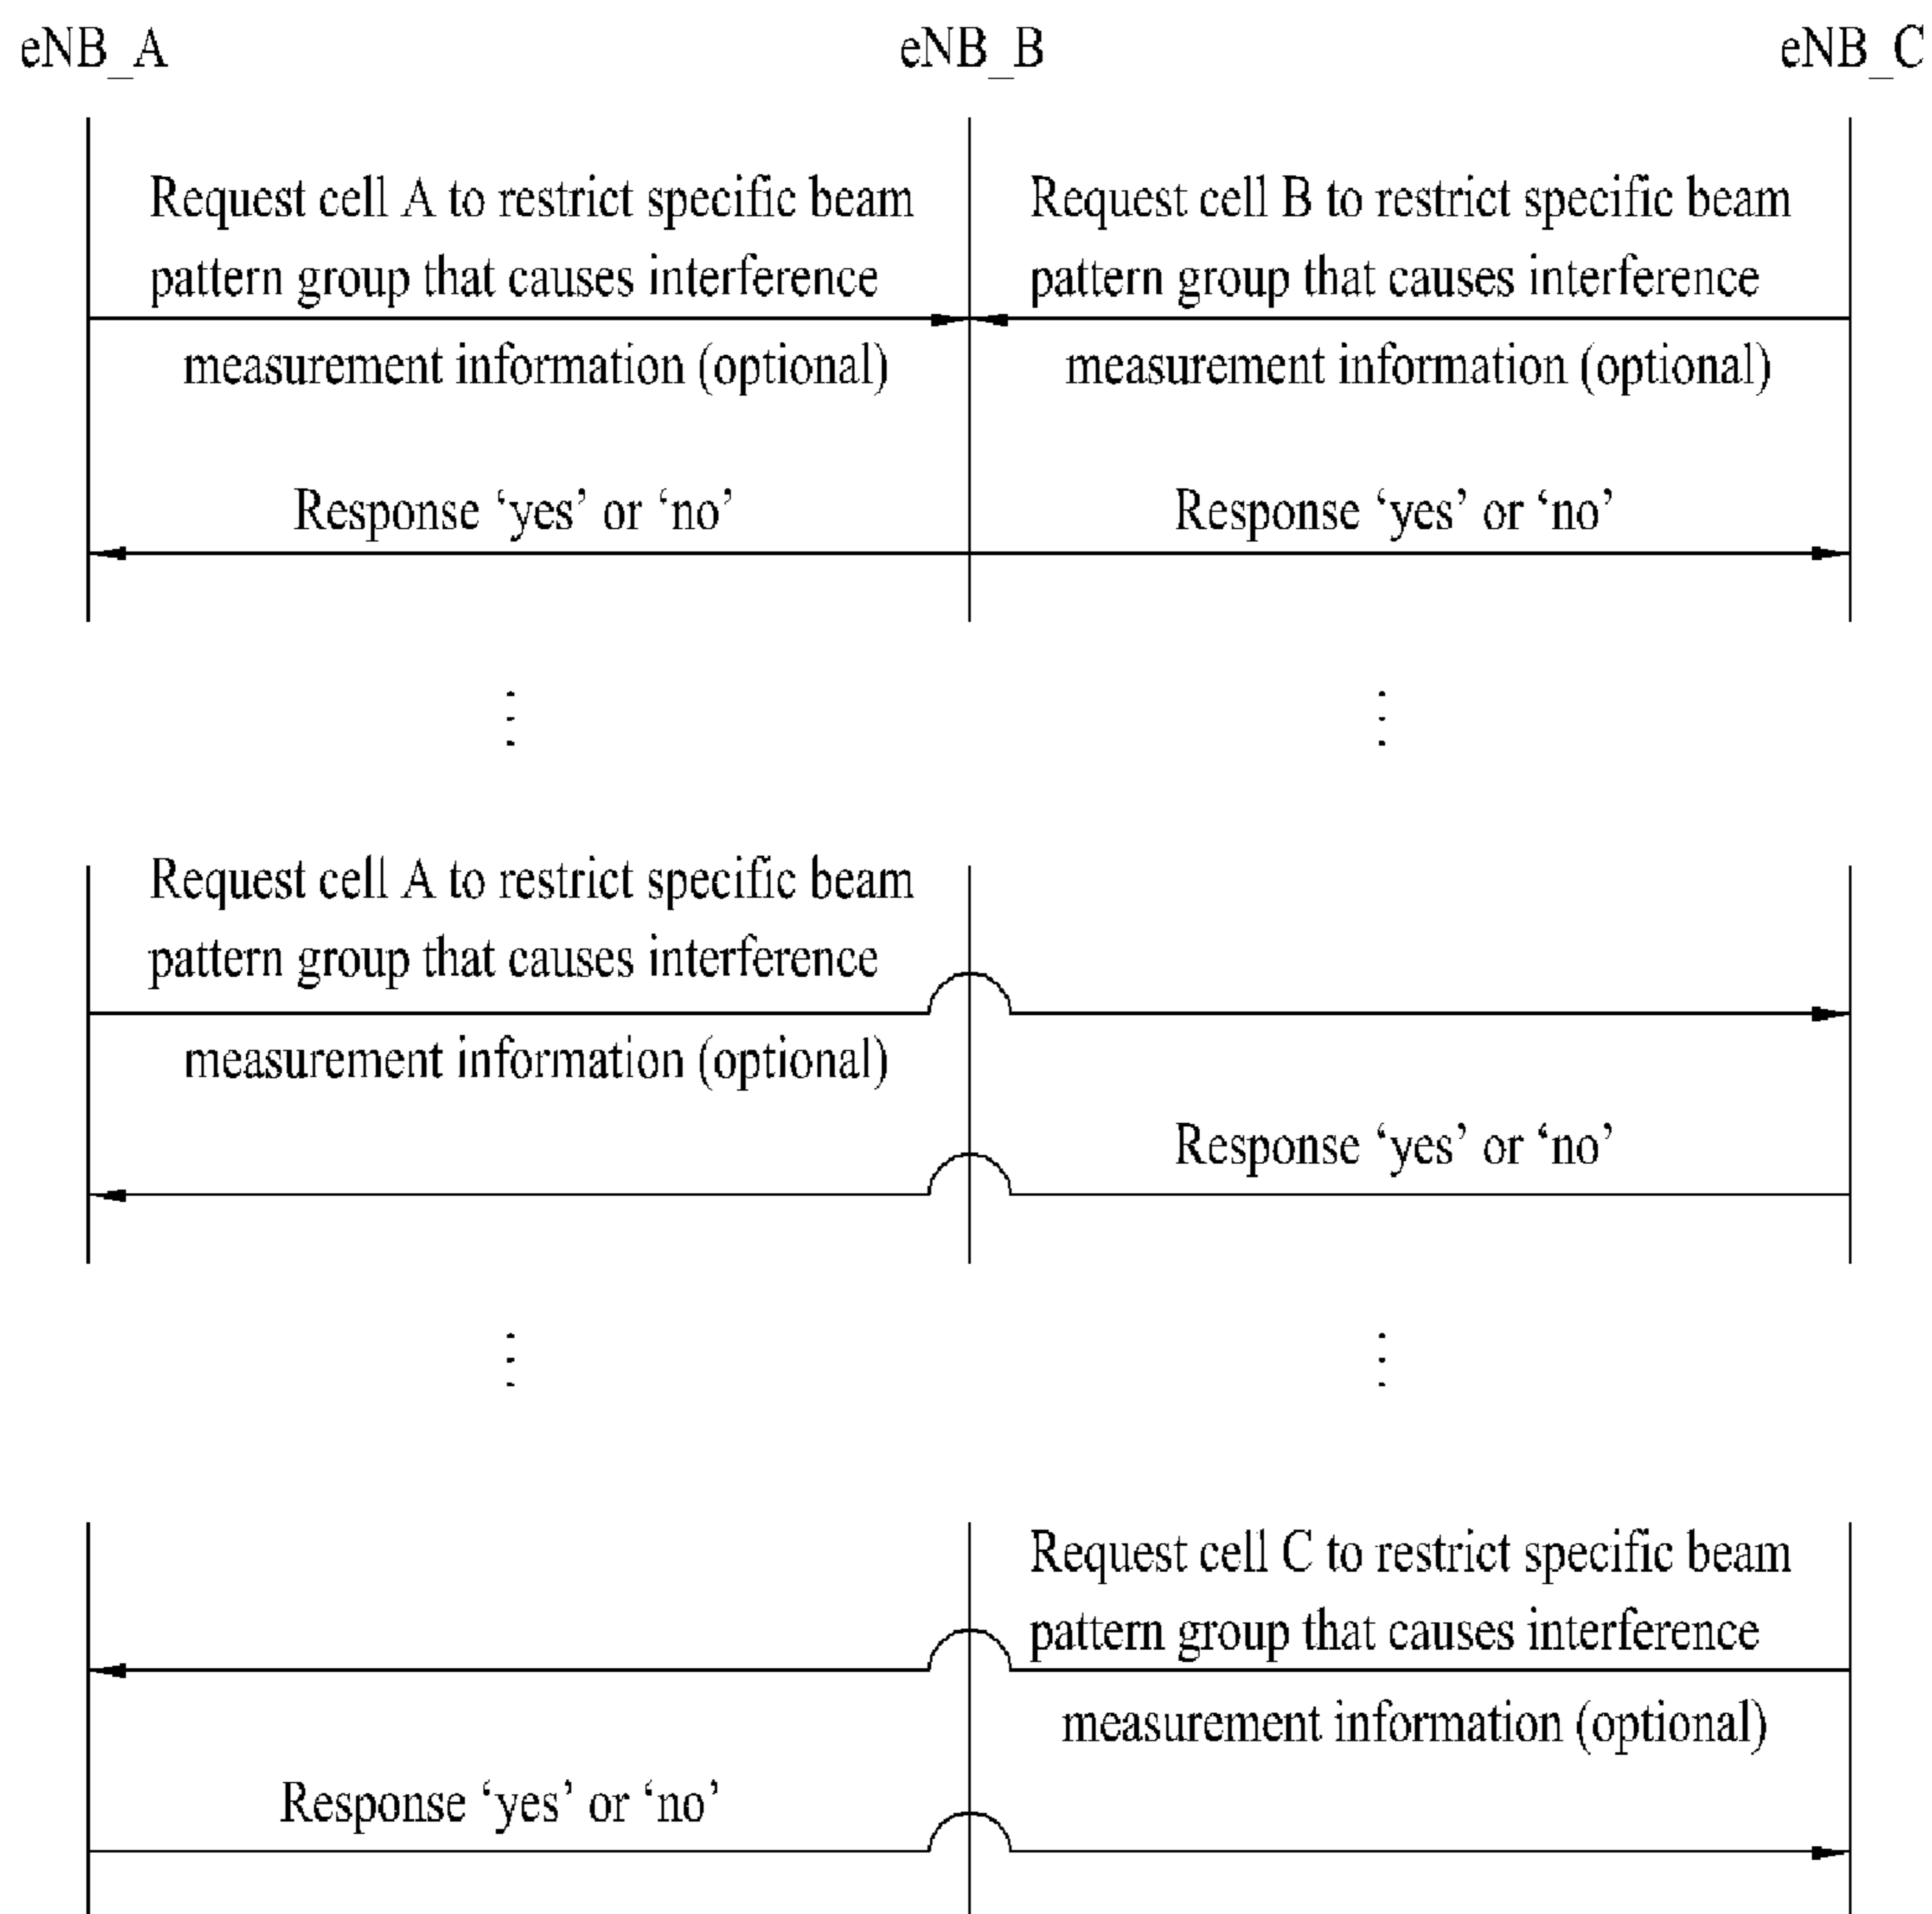 eNB_A
eNB_B
eNB_C
Request cell A to restrict specific beam
pattern group that causes interference
measurement information (optional)
Request cell B to restrict specific beam
pattern group that causes interference
measurement information (optional)
Response ‘yes’ or ‘no’
Response ‘yes’ or ‘no’
Request cell A to restrict specific beam
pattern group that causes interference
measurement information (optional)
Response ‘yes’ or ‘no’
Request cell C to restrict specific beam
pattern group that causes interference
measurement information (optional)
Response ‘yes’ or ‘no’